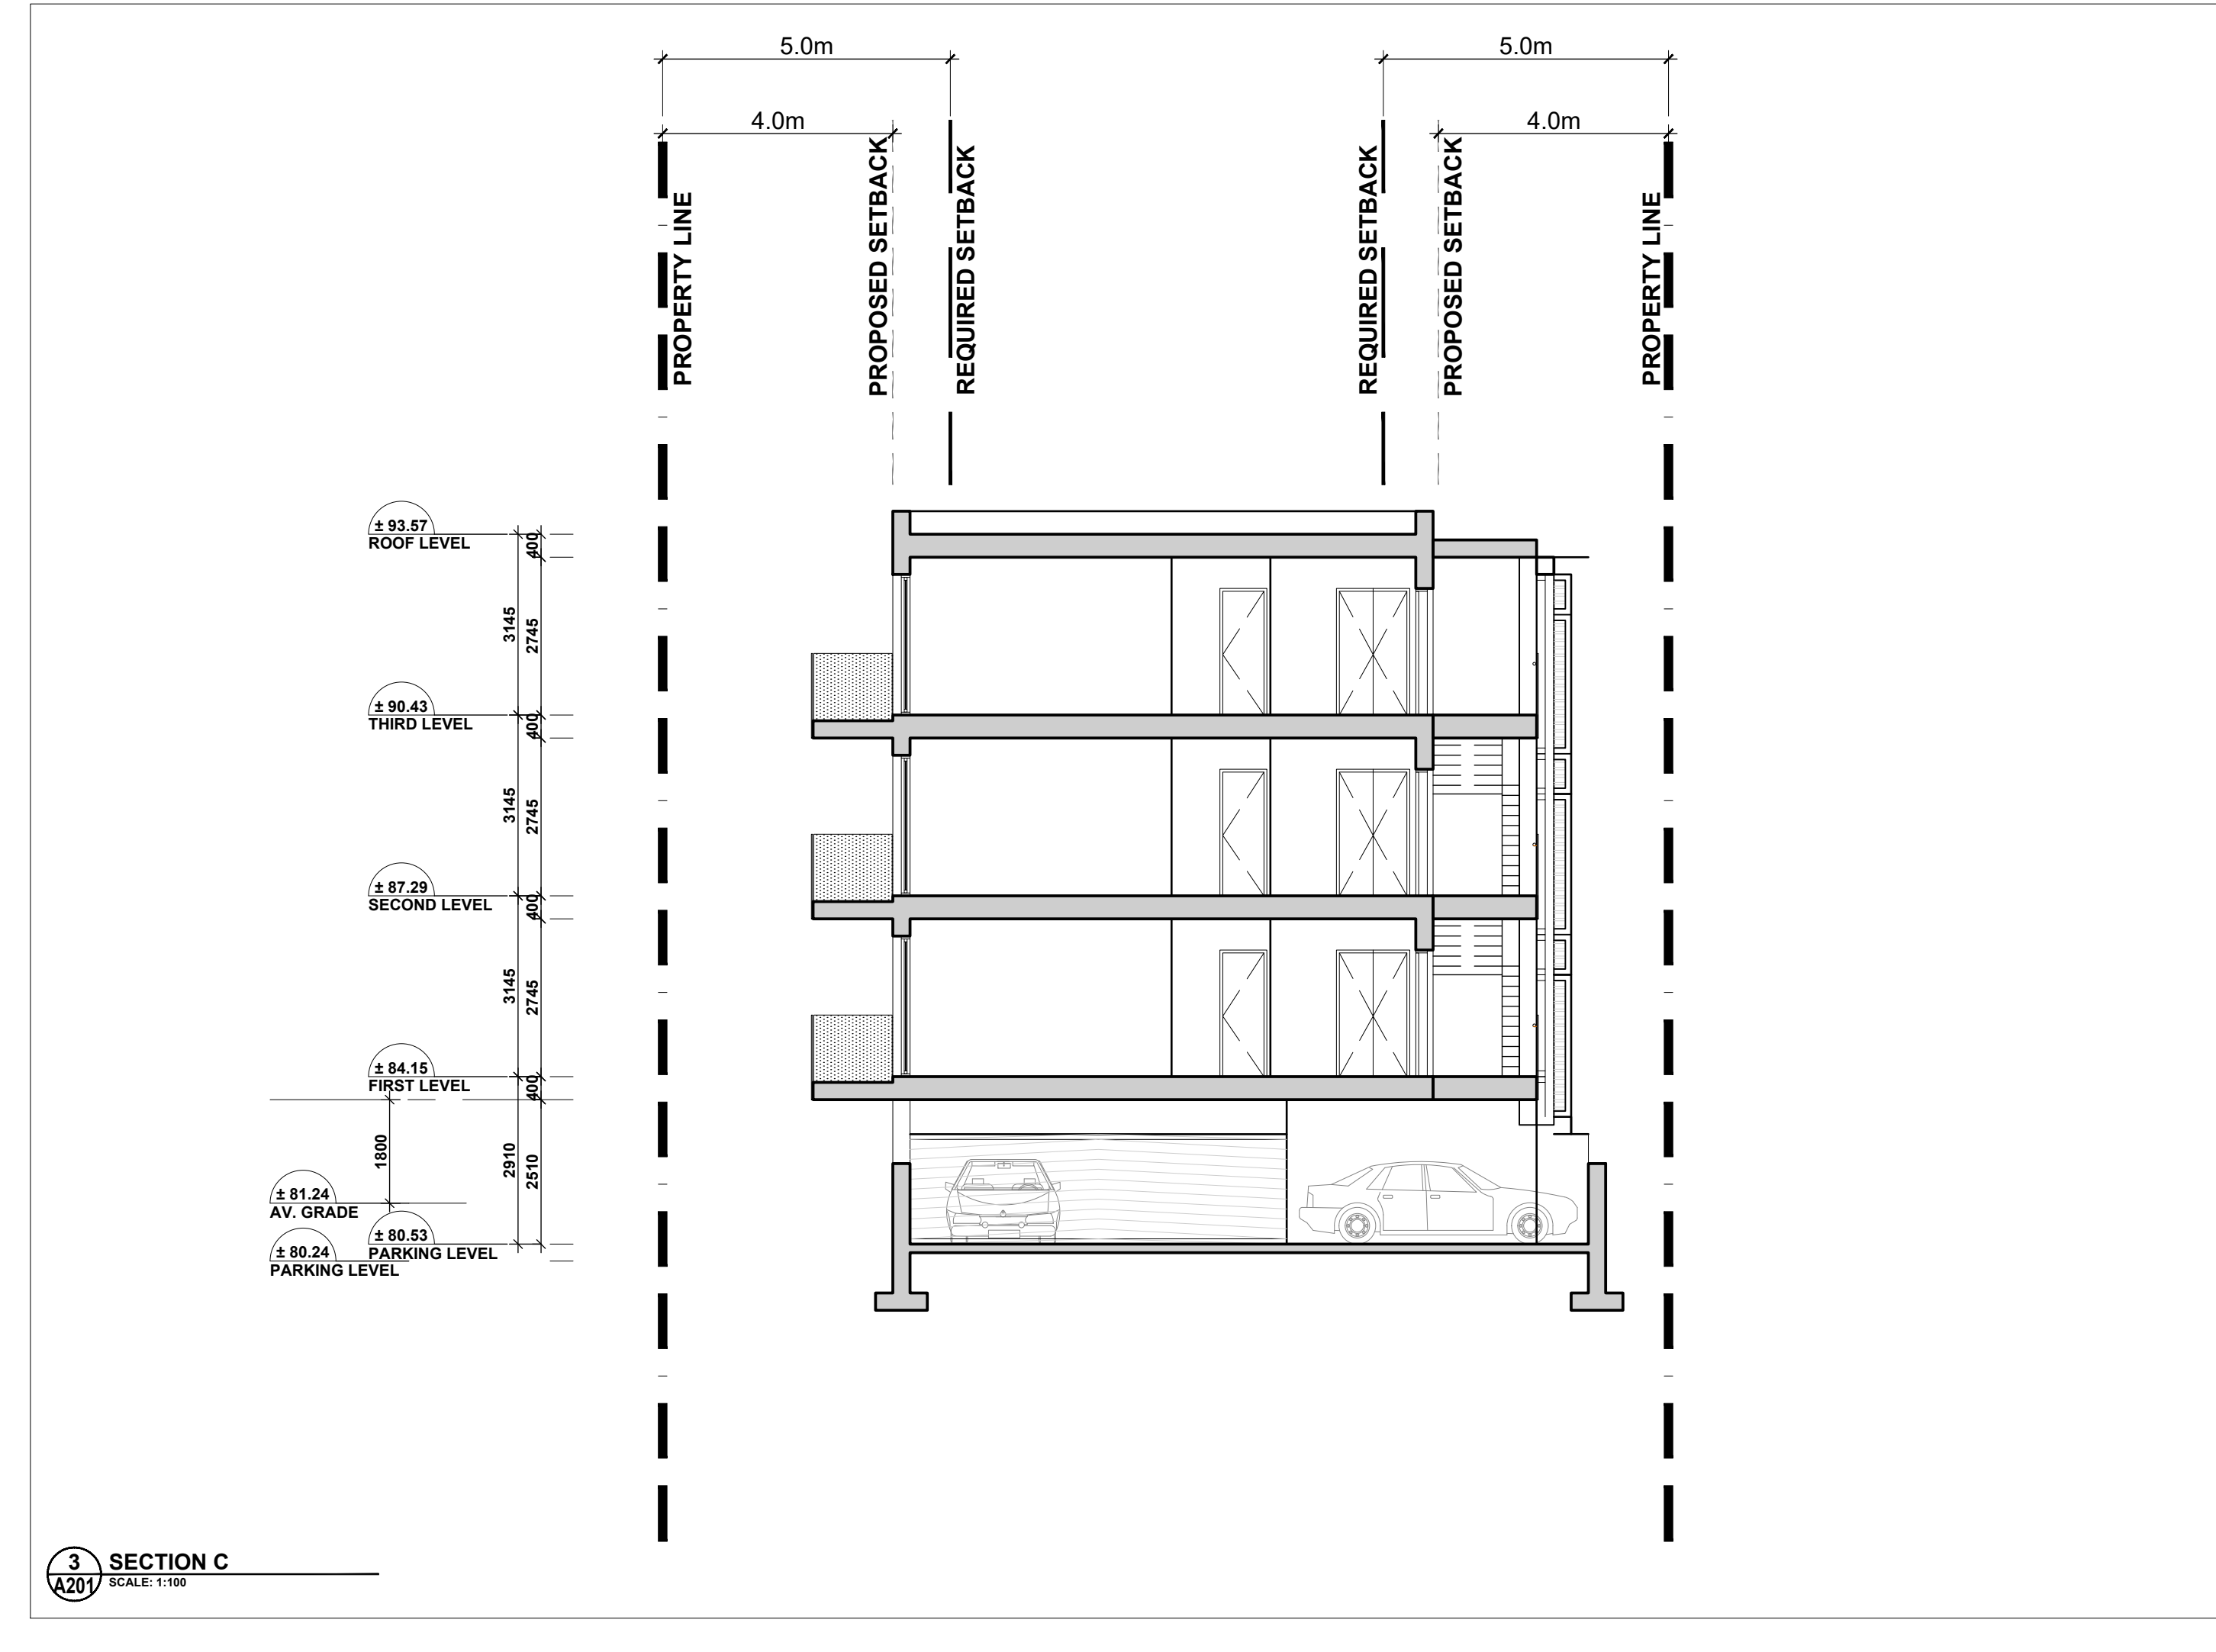 5.0m
5.0m
4.0m
4.0m
PROPERTY LINE
PROPOSED SETBACK
REQUIRED SETBACK
REQUIRED SETBACK
PROPOSED SETBACK
PROPERTY LINE
± 93.57
ROOF LEVEL
400
3145
2745
± 90.43
THIRD LEVEL
400
3145
2745
± 87.29
SECOND LEVEL
400
3145
2745
± 84.15
FIRST LEVEL
400
1800
2910
2510
± 81.24
AV. GRADE
± 80.53
PARKING LEVEL
± 80.24
PARKING LEVEL
3
A201
SECTION C
SCALE: 1:100